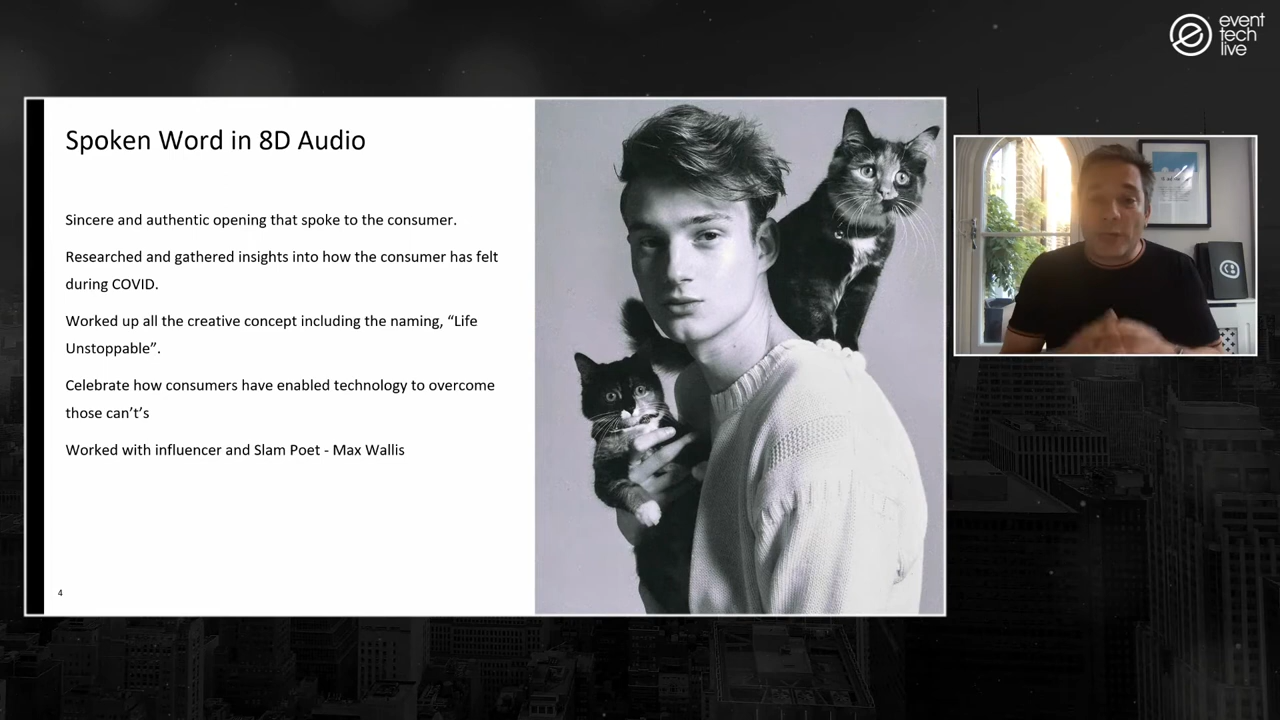 event
tech
live
Spoken Word in 8D Audio
Sincere and authentic opening that spoke to the consumer.
Researched and gathered insights into how the consumer has felt
during COVID.
Worked up all the creative concept including the naming, “Life
Unstoppable”.
Celebrate how consumers have enabled technology to overcome
those can’t’s
Worked with influencer and Slam Poet - Max Wallis
4